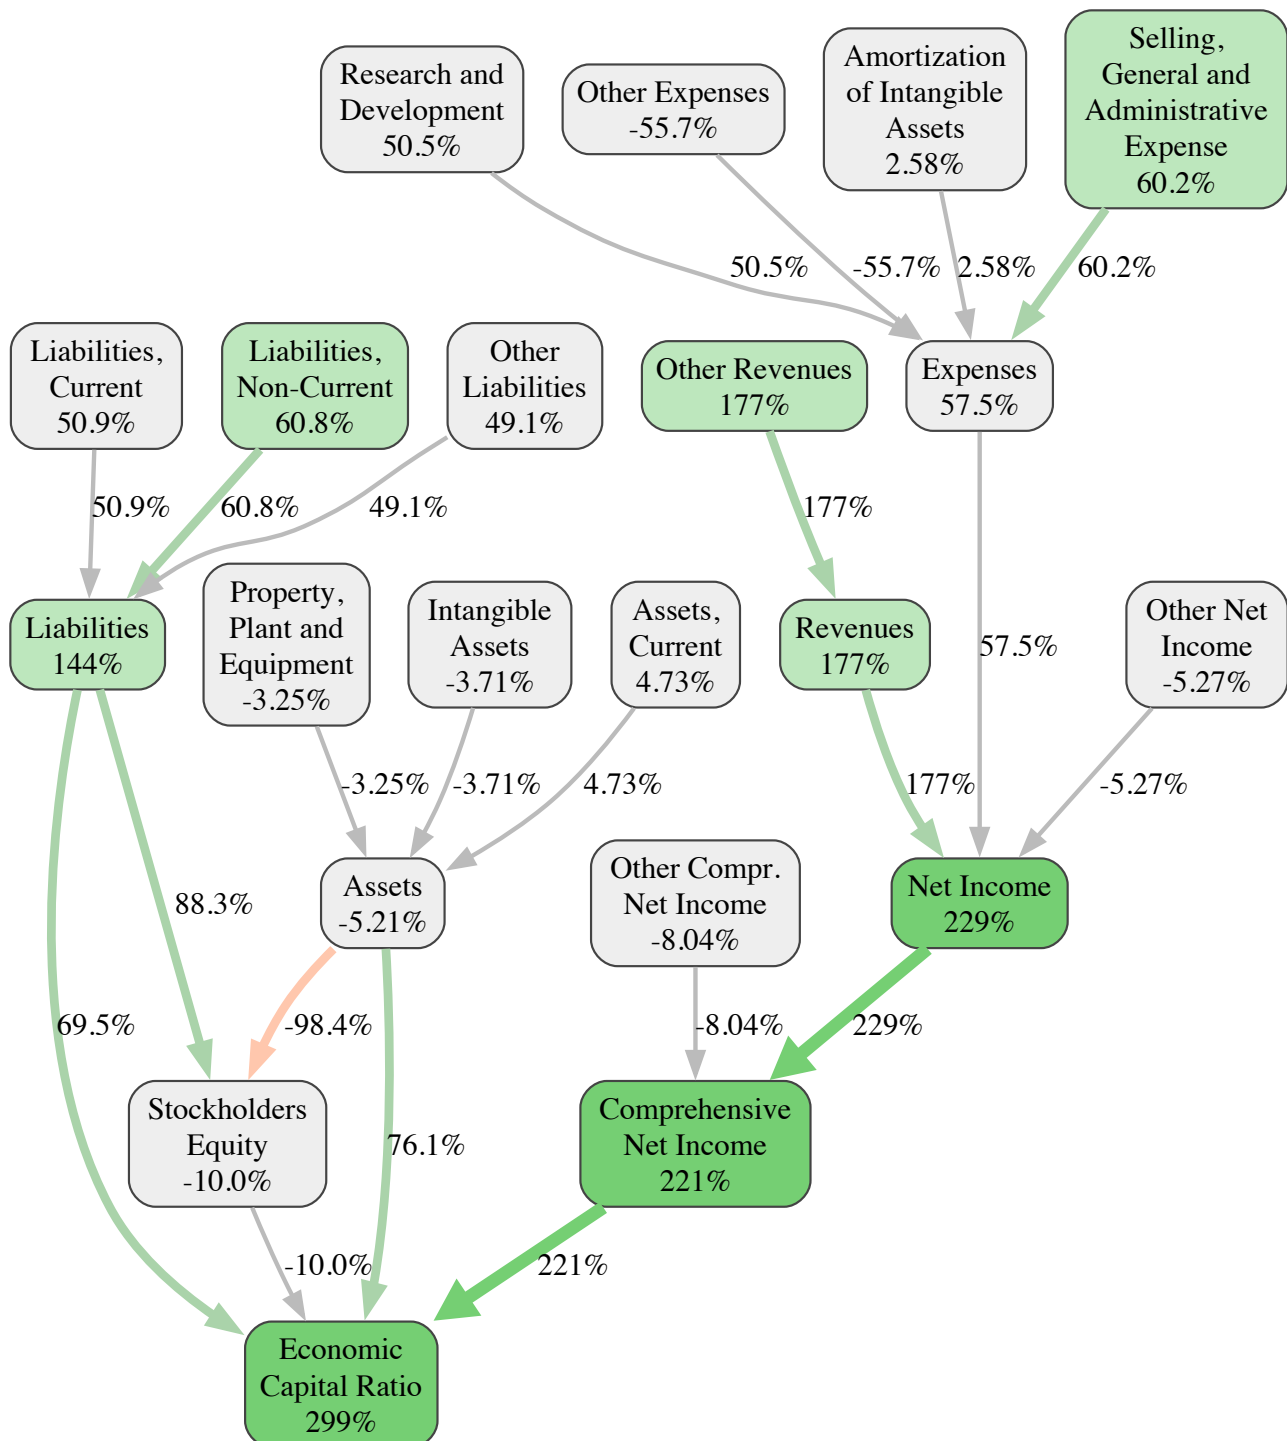 Research and
Development
50.5%
Other Expenses
-55.7%
Amortization
of Intangible
Assets
2.58%
Selling,
General and
Administrative
Expense
60.2%
50.5%
-55.7%
2.58%
60.2%
Liabilities,
Current
50.9%
Liabilities,
Non-Current
60.8%
Other
Liabilities
49.1%
Other Revenues
177%
Expenses
57.5%
50.9%
60.8%
49.1%
177%
Liabilities
144%
Property,
Plant and
Equipment
-3.25%
Intangible
Assets
-3.71%
Assets,
Current
4.73%
Revenues
177%
57.5%
Other Net
Income
-5.27%
-3.25%
-3.71%
4.73%
177%
-5.27%
88.3%
Assets
-5.21%
Other Compr.
Net Income
-8.04%
Net Income
229%
69.5%
-98.4%
-8.04%
229%
Stockholders
Equity
-10.0%
76.1%
Comprehensive
Net Income
221%
-10.0%
221%
Economic
Capital Ratio
299%